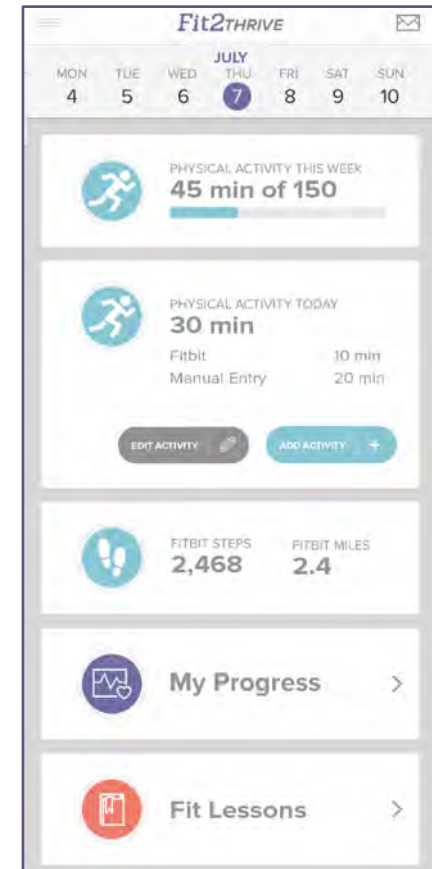 Fit2THRIVE
JULY
MON TUE WED THU FRI SAT SUN
4 5 6 7 8 9 10
PHYSICAL ACTIVITY THIS WEEK
45 min of 150
PHYSICAL ACTIVITY TODAY
30 min
Fitbit 10 min
Manual Entry 20 min
EDIT ACTIVITY ADD ACTIVITY +
FITBIT STEPS FITBIT MILES
2,468 2.4
My Progress >
Fit Lessons >